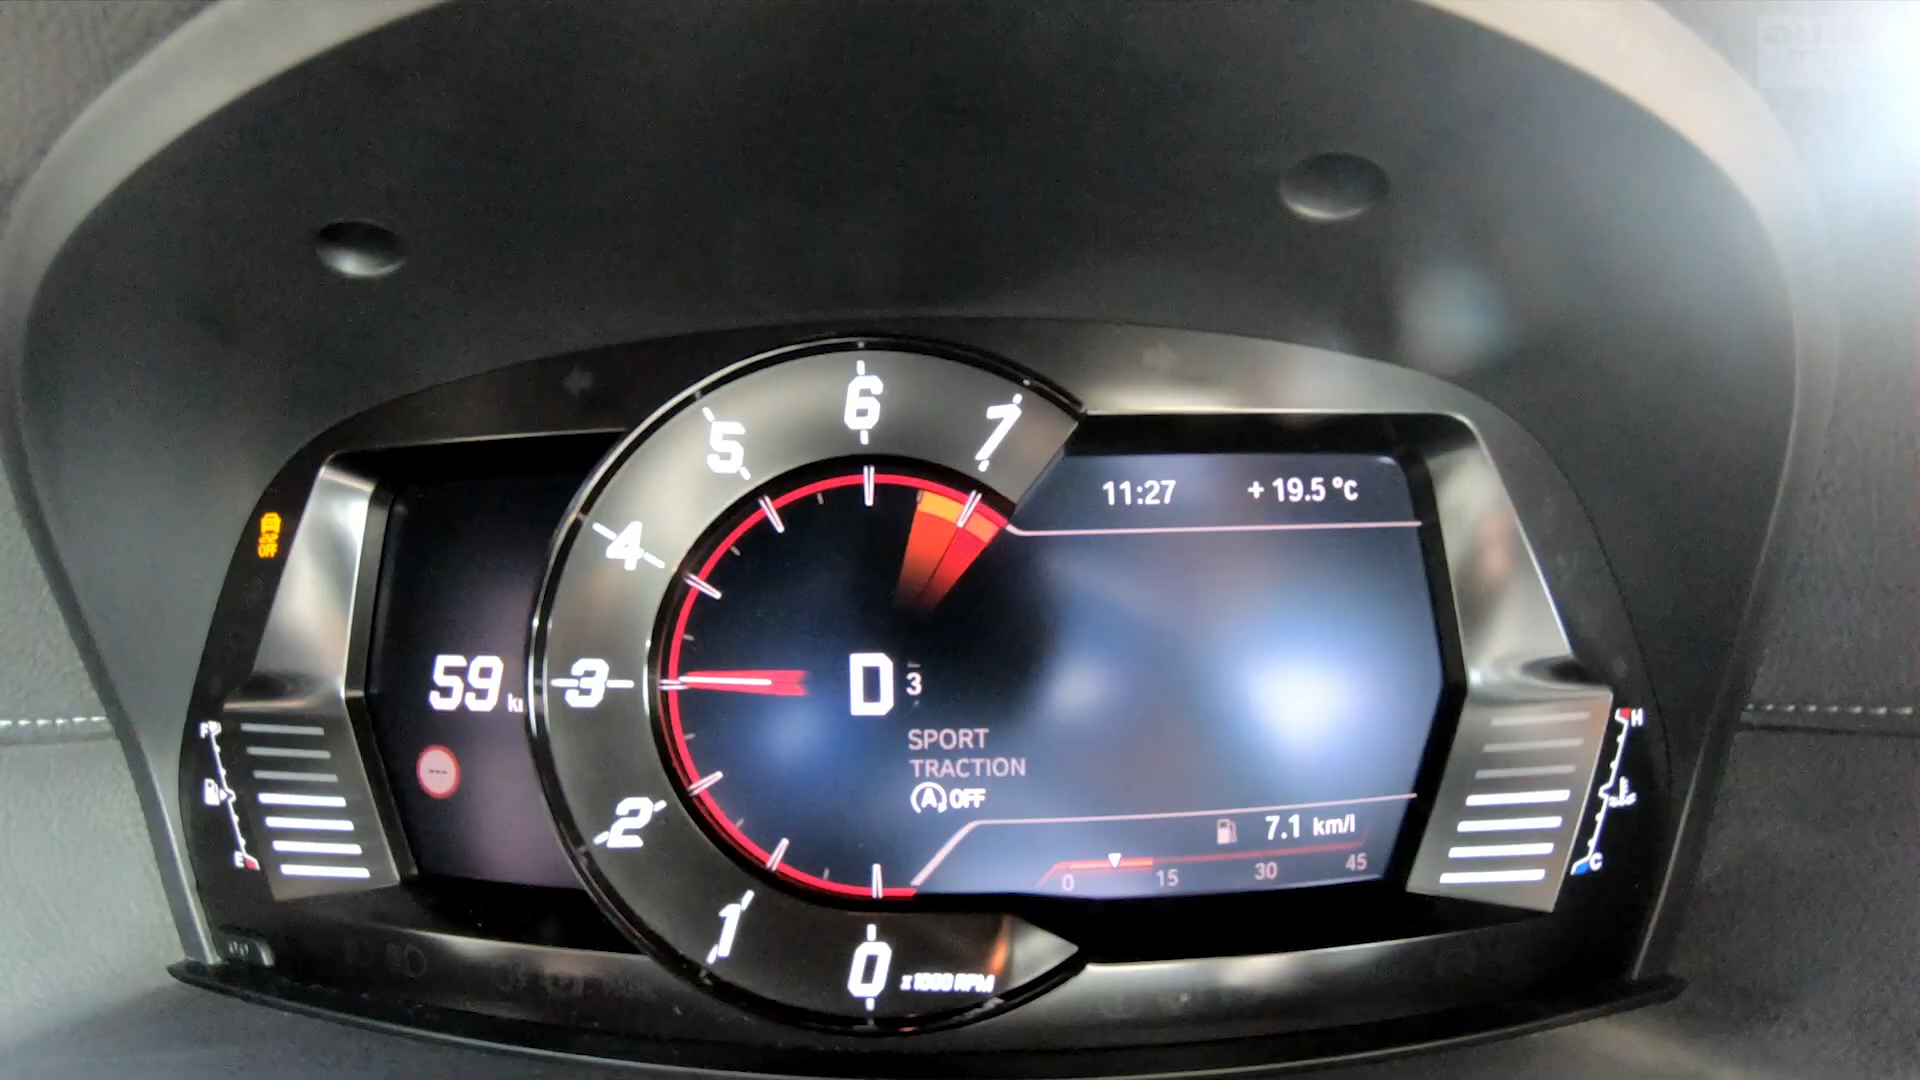 5
6
7
4
3
2
1
0
x1000 RPM
11:27
+ 19.5 °C
59
D
3
SPORT
TRACTION
A OFF
7.1 km/l
0
15
30
45
F
E
H
C
OFF
---